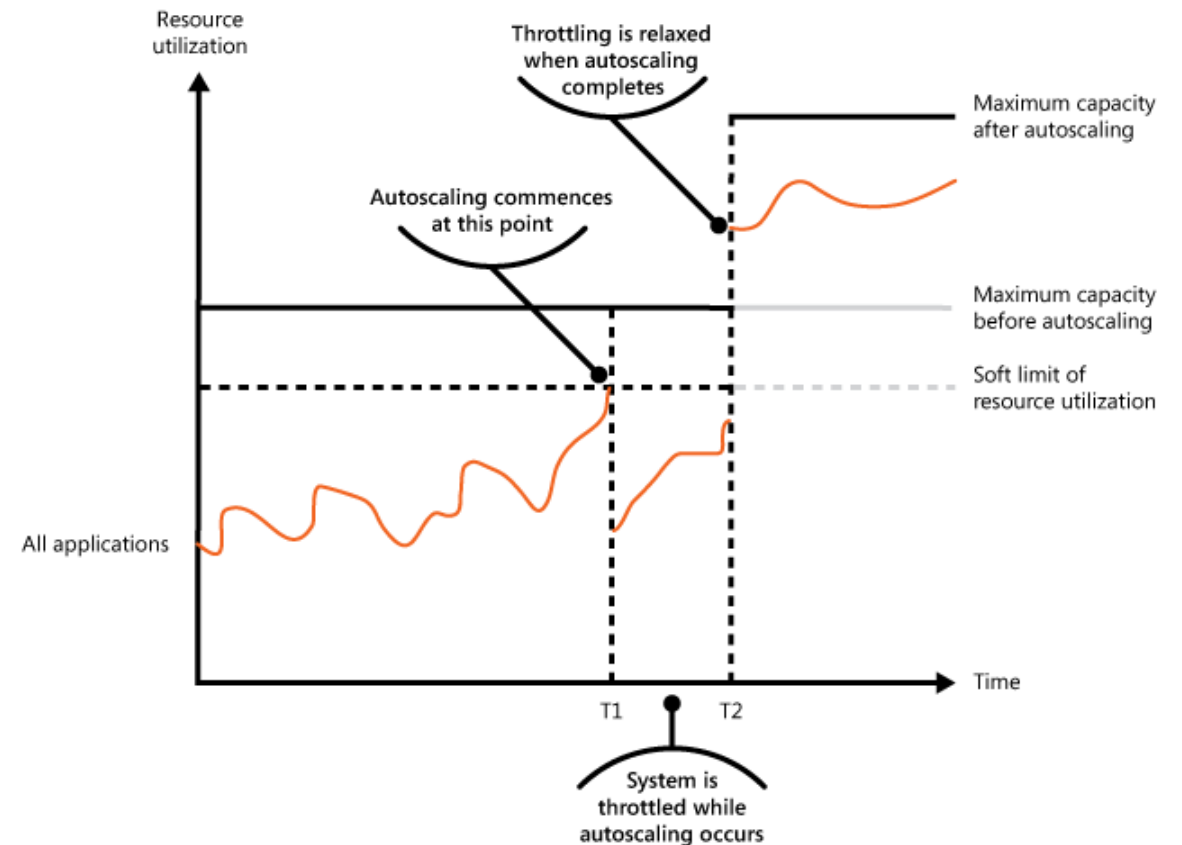 Resource
utilization
Throttling is relaxed
when autoscaling
completes
Maximum capacity
after autoscaling
Autoscaling commences
at this point
Maximum capacity
before autoscaling
Soft limit of
resource utilization
All applications
Time
T1
T2
System is
throttled while
autoscaling occurs